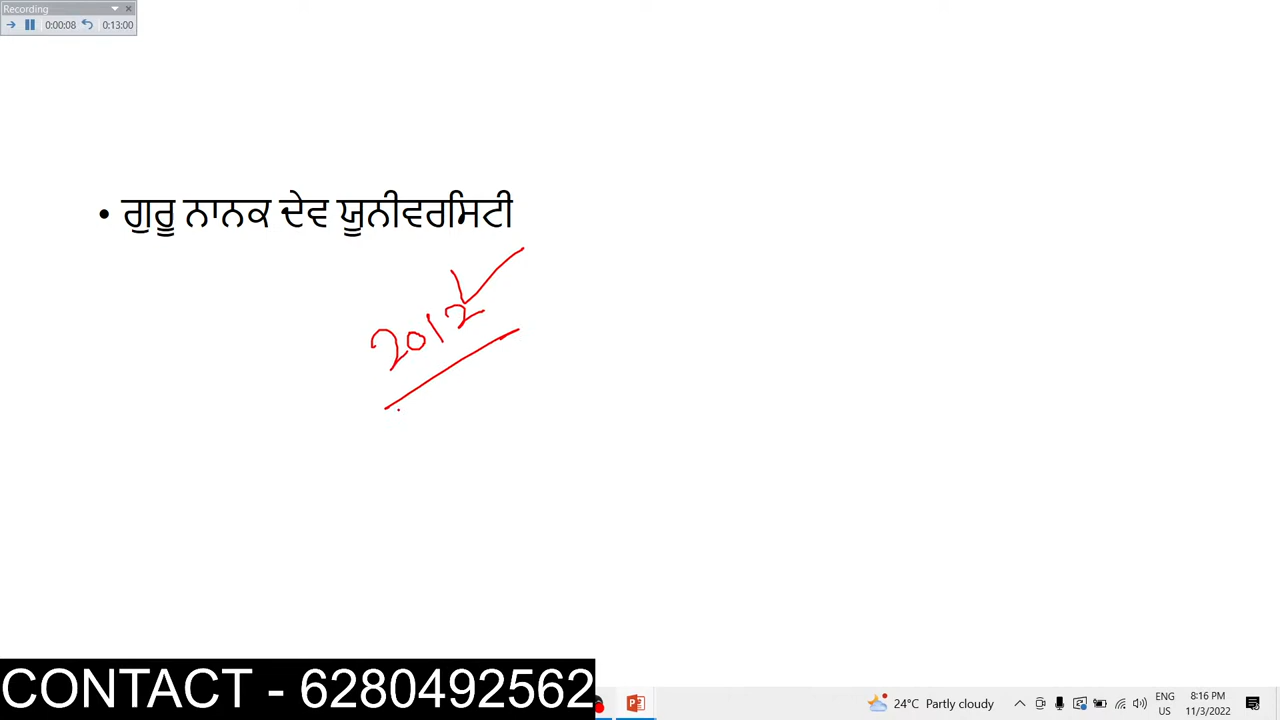 Recording
0:00:08 0:13:00
• ਗੁਰੂ ਨਾਨਕ ਦੇਵ ਯੂਨੀਵਰਸਿਟੀ
2012
CONTACT - 6280492562
24°C Partly cloudy
ENG
US
8:16 PM
11/3/2022